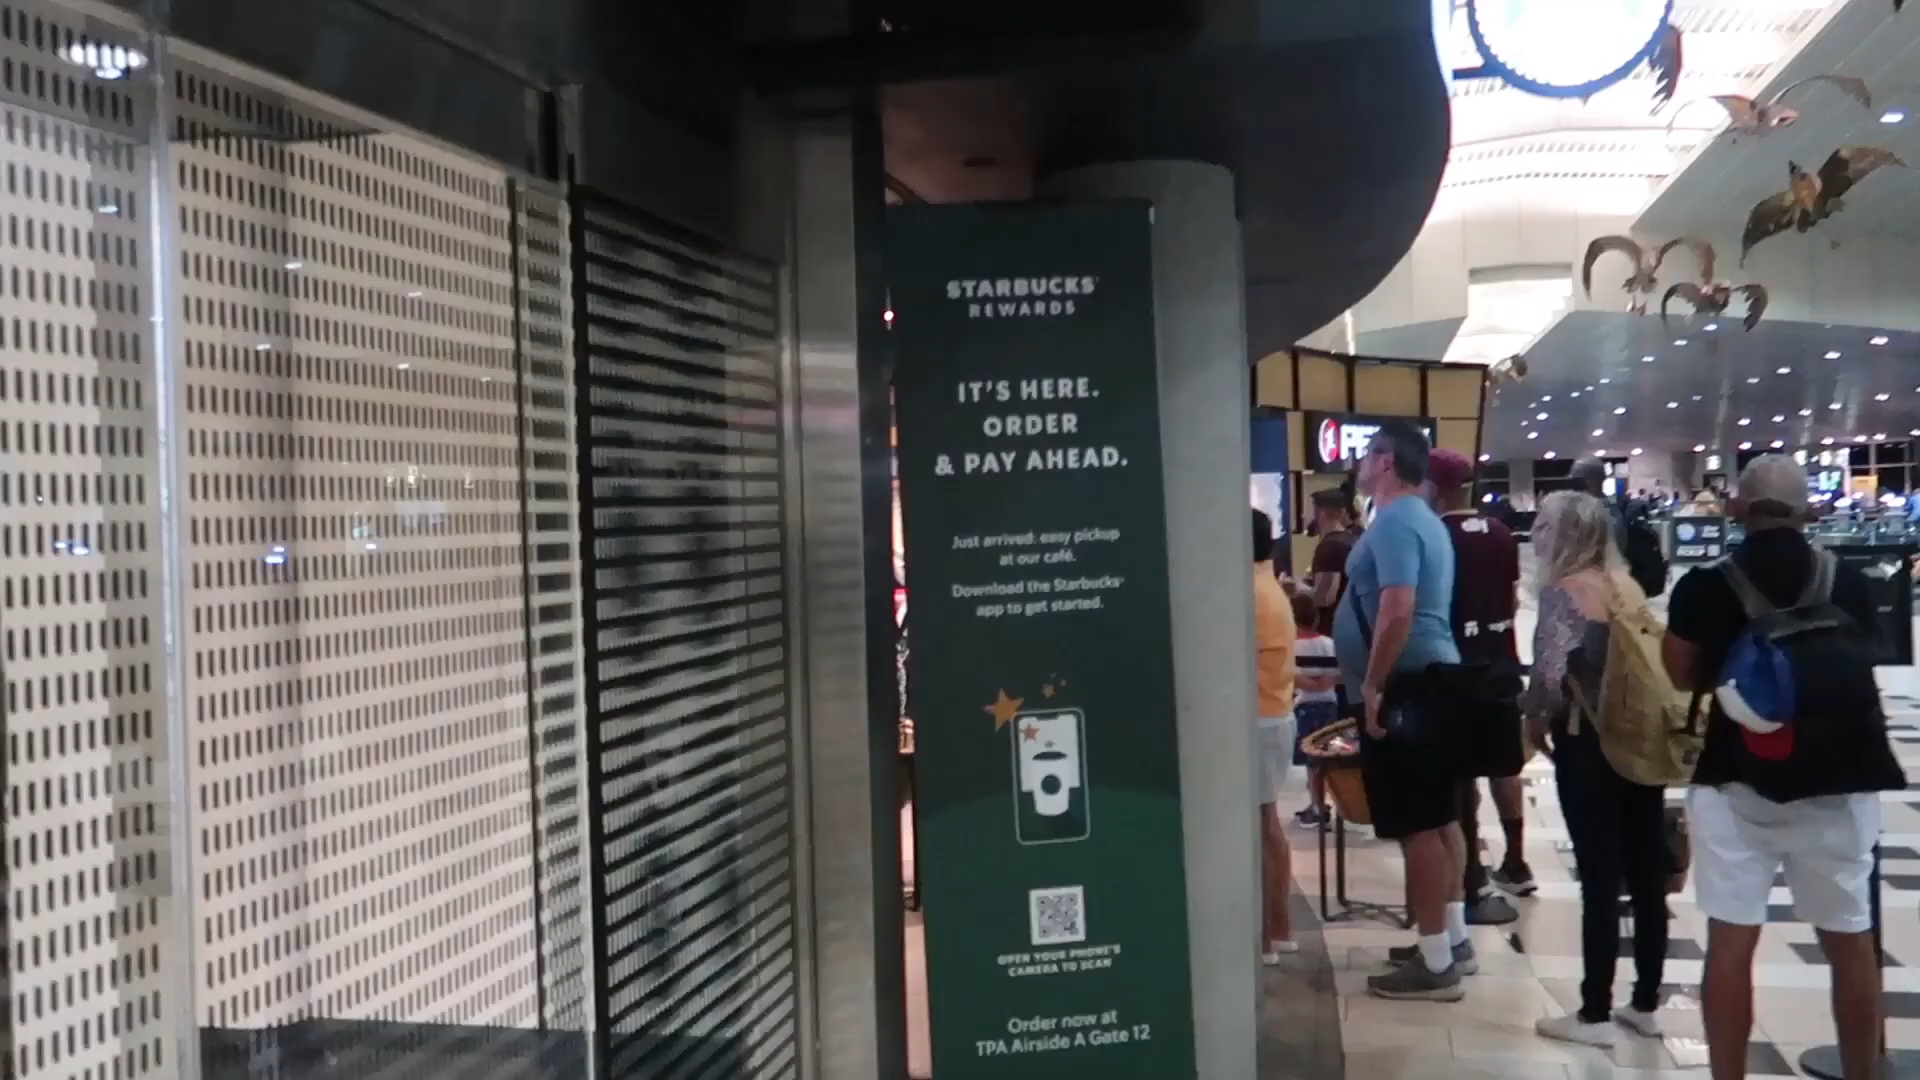 STARBUCKS
REWARDS
IT'S HERE.
ORDER
& PAY AHEAD.
Just arrived: easy pickup
at our café.
Download the Starbucks
app to get started.
OPEN YOUR PHONE'S
CAMERA TO SCAN
Order now at
TPA Airside A Gate 12